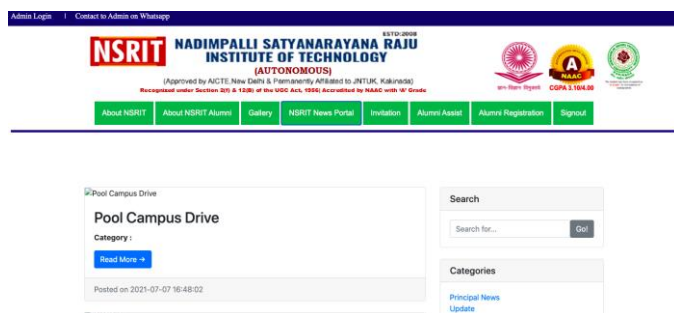 Admin Login | Contact to Admin on Whatsapp
ESTD:2008
NSRIT
NADIMPALLI SATYANARAYANA RAJU
INSTITUTE OF TECHNOLOGY
(AUTONOMOUS)
(Approved by AICTE, New Delhi & Permanently Affiliated to JNTUK, Kakinada)
Recognized under Section 2(f) & 12(B) of the UGC Act, 1956) Accredited by NAAC with 'A' Grade
A
NAAC
CGPA 3.10/4.00
About NSRIT
About NSRIT Alumni
Gallery
NSRIT News Portal
Invitation
Alumni Assist
Alumni Registration
Signout
Pool Campus Drive
Pool Campus Drive
Category :
Read More →
Posted on 2021-07-07 16:48:02
Search
Search for...
Go!
Categories
Principal News
Update